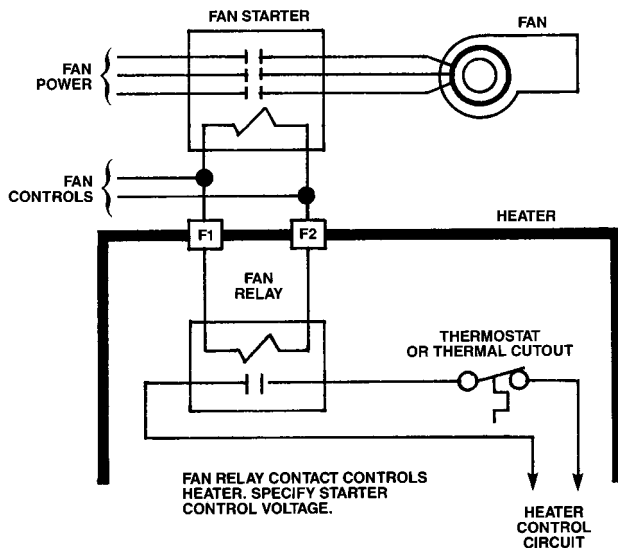 FAN STARTER
FAN
FAN
POWER
FAN
CONTROLS
HEATER
F1
F2
FAN
RELAY
THERMOSTAT
OR THERMAL CUTOUT
FAN RELAY CONTACT CONTROLS
HEATER. SPECIFY STARTER
CONTROL VOLTAGE.
HEATER
CONTROL
CIRCUIT